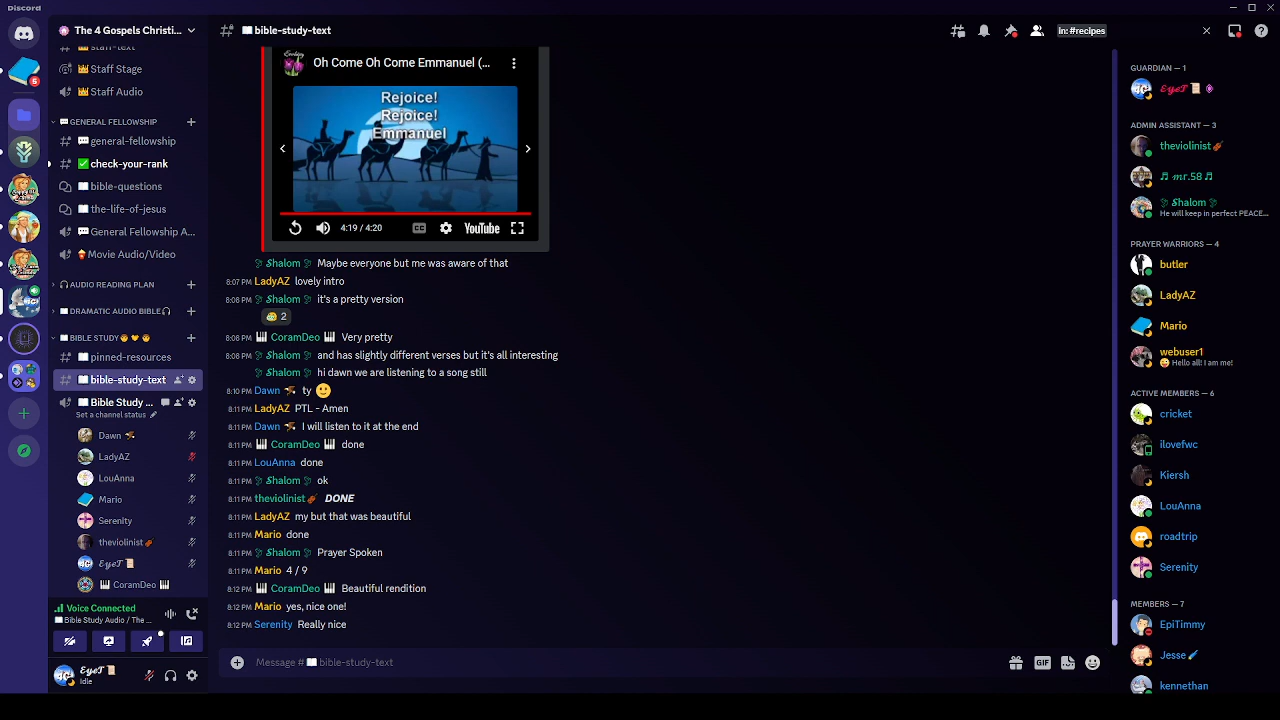 Discord
The 4 Gospels Christi...
In: #recipes
bible-study-text
staff-text
Staff Stage
Staff Audio
GENERAL FELLOWSHIP
general-fellowship
check-your-rank
bible-questions
the-life-of-jesus
General Fellowship A...
Movie Audio/Video
AUDIO READING PLAN
DRAMATIC AUDIO BIBLE
BIBLE STUDY
pinned-resources
bible-study-text
Bible Study ...
Set a channel status
Dawn
LadyAZ
LouAnna
Mario
Serenity
theviolinist
EyeT
CoramDeo
Voice Connected
Bible Study Audio / The ...
EyeT
Idle
5
Oh Come Oh Come Emmanuel (...
Rejoice!
Rejoice!
Emmanuel
4:19 / 4:20
CC
YouTube
Shalom Maybe everyone but me was aware of that
8:07 PM LadyAZ lovely intro
8:08 PM Shalom it's a pretty version
2
8:08 PM CoramDeo Very pretty
8:08 PM Shalom and has slightly different verses but it's all interesting
Shalom hi dawn we are listening to a song still
8:10 PM Dawn ty
8:11 PM LadyAZ PTL - Amen
8:11 PM Dawn I will listen to it at the end
8:11 PM CoramDeo done
8:11 PM LouAnna done
8:11 PM Shalom ok
8:11 PM theviolinist DONE
8:11 PM LadyAZ my but that was beautiful
8:11 PM Mario done
8:11 PM Shalom Prayer Spoken
8:11 PM Mario 4 / 9
8:12 PM CoramDeo Beautiful rendition
8:12 PM Mario yes, nice one!
8:12 PM Serenity Really nice
Message # bible-study-text
GIF
GUARDIAN — 1
EyeT
ADMIN ASSISTANT — 3
theviolinist
♬ mr.58 ♬
Shalom
He will keep in perfect PEACE...
PRAYER WARRIORS — 4
butler
LadyAZ
Mario
webuser1
Hello all! I am me!
ACTIVE MEMBERS — 6
cricket
ilovefwc
Kiersh
LouAnna
roadtrip
Serenity
MEMBERS — 7
EpiTimmy
Jesse
kennethan